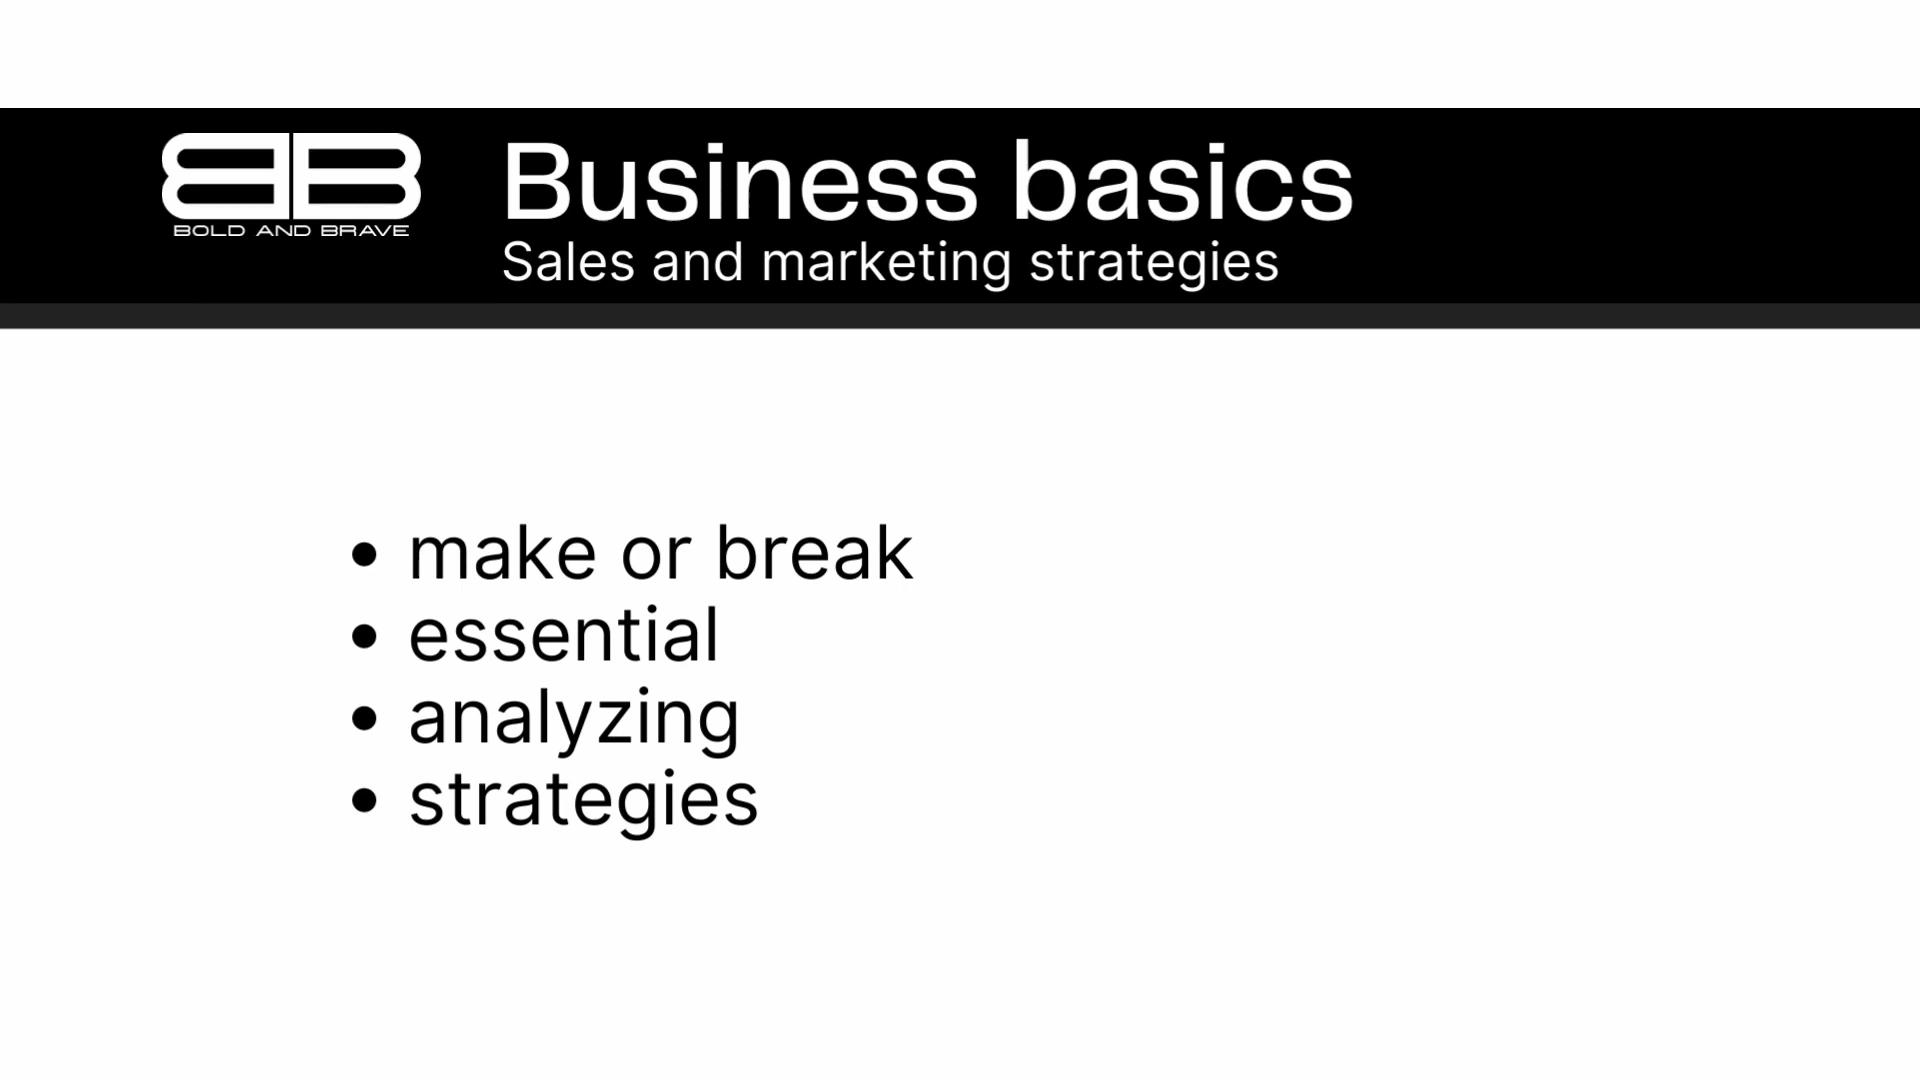 BOLD AND BRAVE
Business basics
Sales and marketing strategies
• make or break
• essential
• analyzing
• strategies